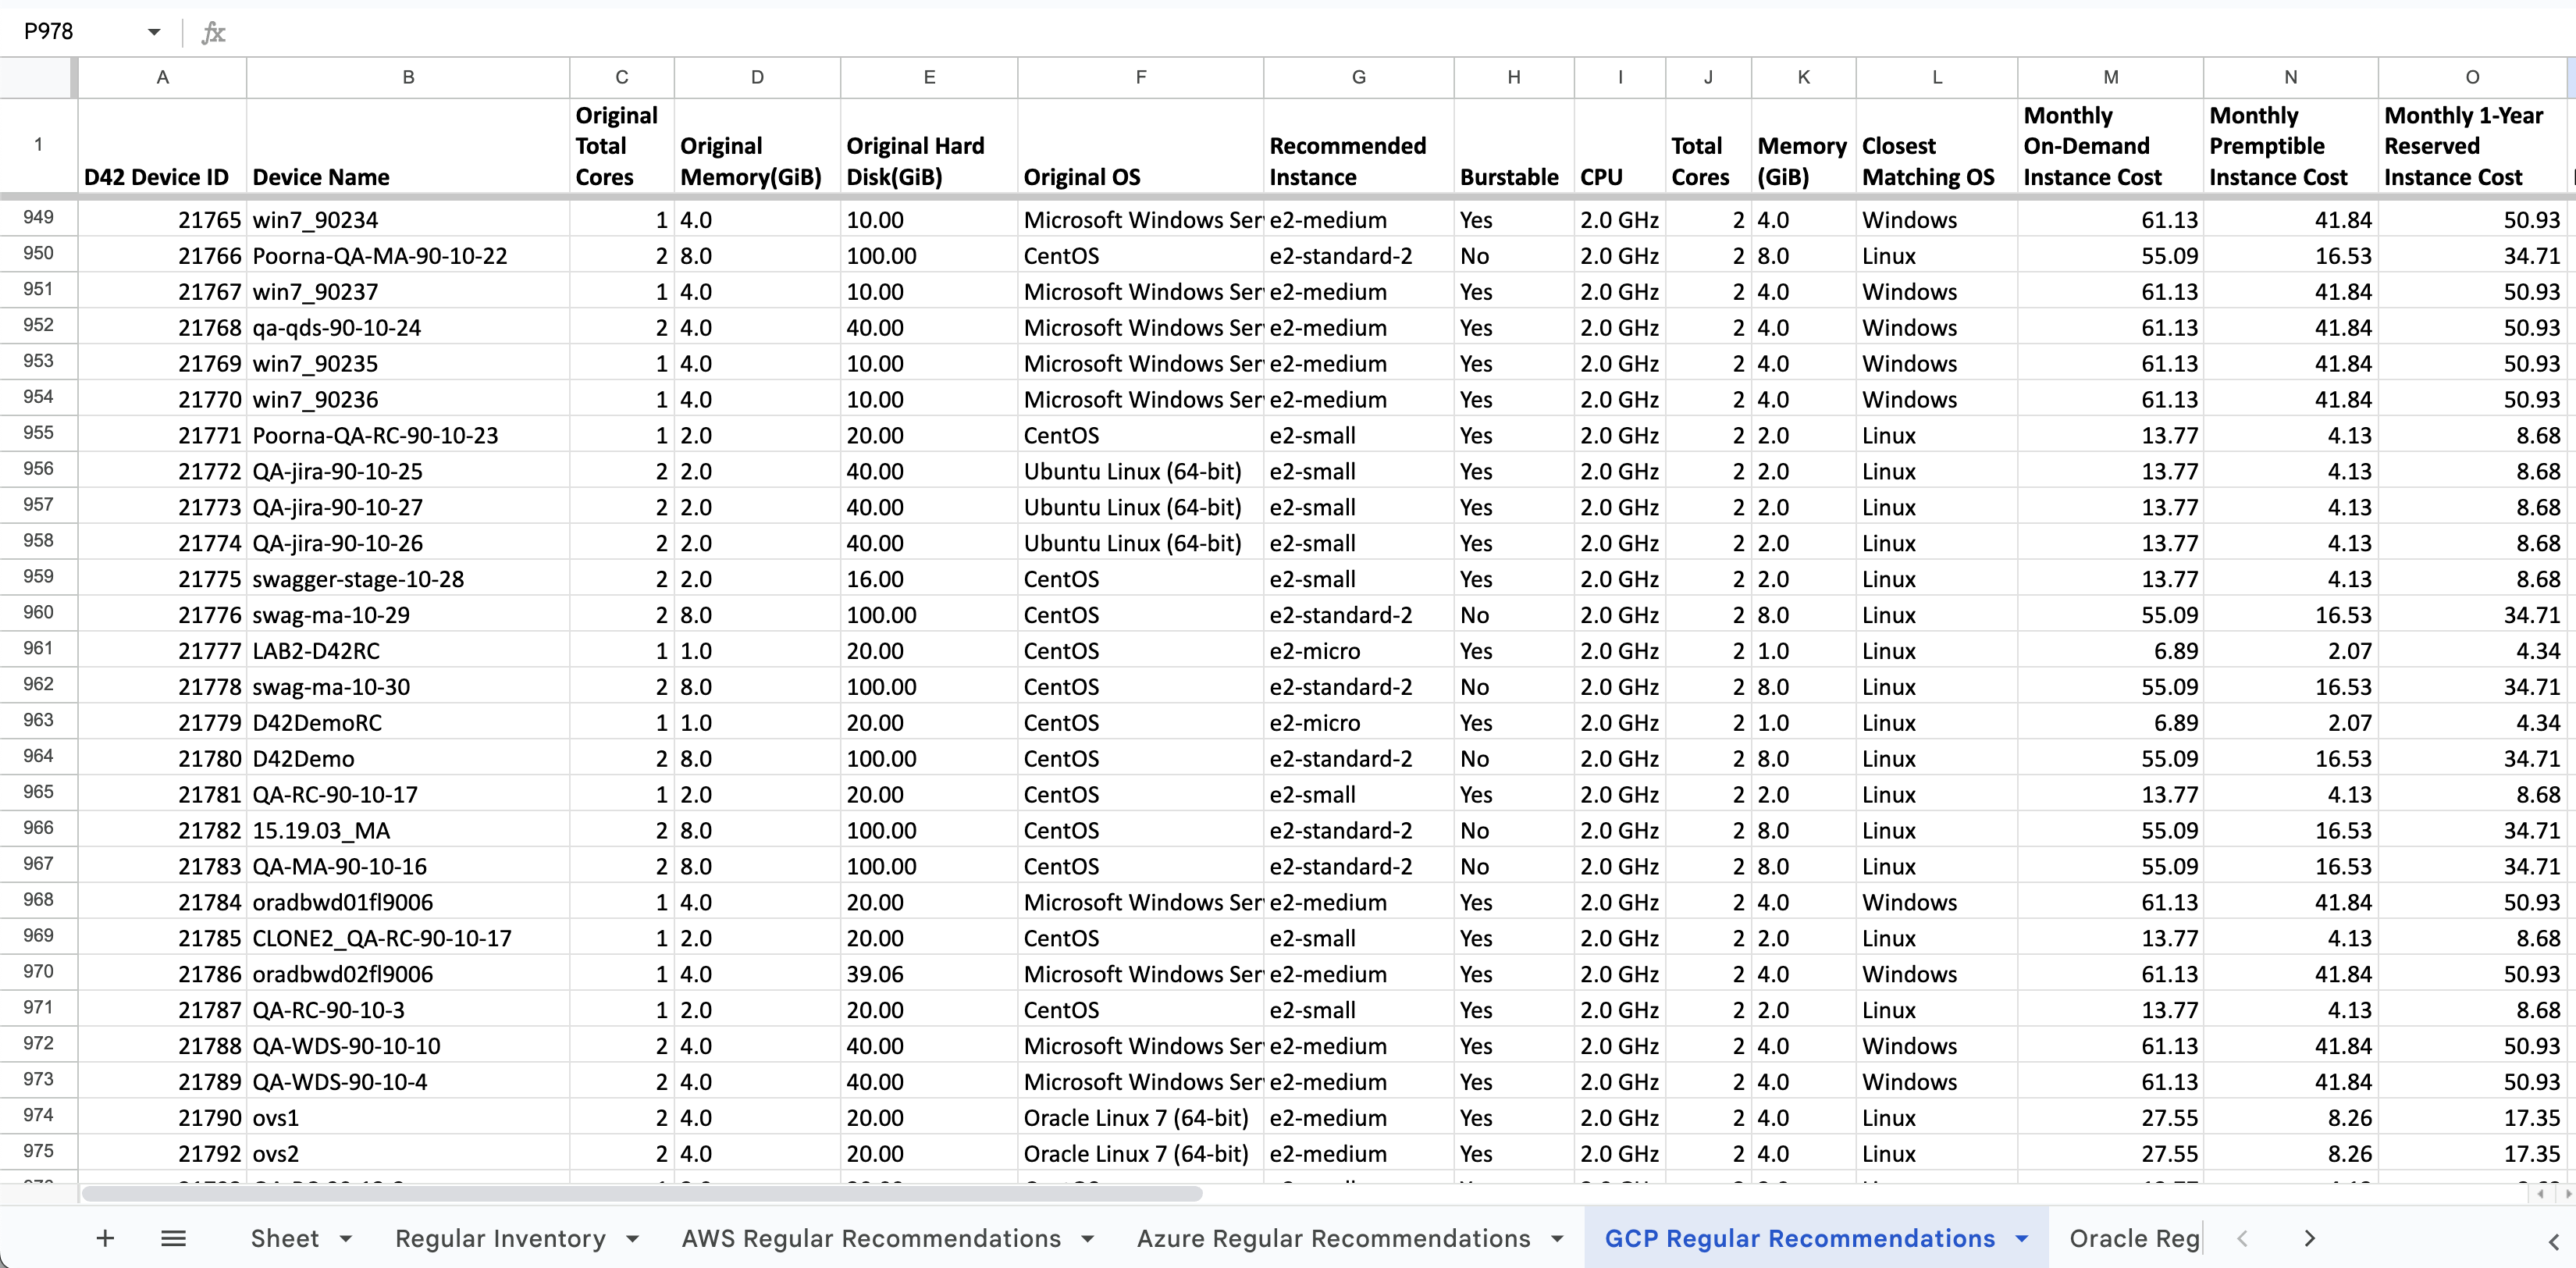 P978 fx
A B C D E F G H I J K L M N O
1 D42 Device ID Device Name Original Total Cores Original Memory(GiB) Original Hard Disk(GiB) Original OS Recommended Instance Burstable CPU Total Cores Memory (GiB) Closest Matching OS Monthly On-Demand Instance Cost Monthly Premptible Instance Cost Monthly 1-Year Reserved Instance Cost
949 21765 win7_90234 1 4.0 10.00 Microsoft Windows Ser e2-medium Yes 2.0 GHz 2 4.0 Windows 61.13 41.84 50.93
950 21766 Poorna-QA-MA-90-10-22 2 8.0 100.00 CentOS e2-standard-2 No 2.0 GHz 2 8.0 Linux 55.09 16.53 34.71
951 21767 win7_90237 1 4.0 10.00 Microsoft Windows Ser e2-medium Yes 2.0 GHz 2 4.0 Windows 61.13 41.84 50.93
952 21768 qa-qds-90-10-24 2 4.0 40.00 Microsoft Windows Ser e2-medium Yes 2.0 GHz 2 4.0 Windows 61.13 41.84 50.93
953 21769 win7_90235 1 4.0 10.00 Microsoft Windows Ser e2-medium Yes 2.0 GHz 2 4.0 Windows 61.13 41.84 50.93
954 21770 win7_90236 1 4.0 10.00 Microsoft Windows Ser e2-medium Yes 2.0 GHz 2 4.0 Windows 61.13 41.84 50.93
955 21771 Poorna-QA-RC-90-10-23 1 2.0 20.00 CentOS e2-small Yes 2.0 GHz 2 2.0 Linux 13.77 4.13 8.68
956 21772 QA-jira-90-10-25 2 2.0 40.00 Ubuntu Linux (64-bit) e2-small Yes 2.0 GHz 2 2.0 Linux 13.77 4.13 8.68
957 21773 QA-jira-90-10-27 2 2.0 40.00 Ubuntu Linux (64-bit) e2-small Yes 2.0 GHz 2 2.0 Linux 13.77 4.13 8.68
958 21774 QA-jira-90-10-26 2 2.0 40.00 Ubuntu Linux (64-bit) e2-small Yes 2.0 GHz 2 2.0 Linux 13.77 4.13 8.68
959 21775 swagger-stage-10-28 2 2.0 16.00 CentOS e2-small Yes 2.0 GHz 2 2.0 Linux 13.77 4.13 8.68
960 21776 swag-ma-10-29 2 8.0 100.00 CentOS e2-standard-2 No 2.0 GHz 2 8.0 Linux 55.09 16.53 34.71
961 21777 LAB2-D42RC 1 1.0 20.00 CentOS e2-micro Yes 2.0 GHz 2 1.0 Linux 6.89 2.07 4.34
962 21778 swag-ma-10-30 2 8.0 100.00 CentOS e2-standard-2 No 2.0 GHz 2 8.0 Linux 55.09 16.53 34.71
963 21779 D42DemoRC 1 1.0 20.00 CentOS e2-micro Yes 2.0 GHz 2 1.0 Linux 6.89 2.07 4.34
964 21780 D42Demo 2 8.0 100.00 CentOS e2-standard-2 No 2.0 GHz 2 8.0 Linux 55.09 16.53 34.71
965 21781 QA-RC-90-10-17 1 2.0 20.00 CentOS e2-small Yes 2.0 GHz 2 2.0 Linux 13.77 4.13 8.68
966 21782 15.19.03_MA 2 8.0 100.00 CentOS e2-standard-2 No 2.0 GHz 2 8.0 Linux 55.09 16.53 34.71
967 21783 QA-MA-90-10-16 2 8.0 100.00 CentOS e2-standard-2 No 2.0 GHz 2 8.0 Linux 55.09 16.53 34.71
968 21784 oradbwd01fl9006 1 4.0 20.00 Microsoft Windows Ser e2-medium Yes 2.0 GHz 2 4.0 Windows 61.13 41.84 50.93
969 21785 CLONE2_QA-RC-90-10-17 1 2.0 20.00 CentOS e2-small Yes 2.0 GHz 2 2.0 Linux 13.77 4.13 8.68
970 21786 oradbwd02fl9006 1 4.0 39.06 Microsoft Windows Ser e2-medium Yes 2.0 GHz 2 4.0 Windows 61.13 41.84 50.93
971 21787 QA-RC-90-10-3 1 2.0 20.00 CentOS e2-small Yes 2.0 GHz 2 2.0 Linux 13.77 4.13 8.68
972 21788 QA-WDS-90-10-10 2 4.0 40.00 Microsoft Windows Ser e2-medium Yes 2.0 GHz 2 4.0 Windows 61.13 41.84 50.93
973 21789 QA-WDS-90-10-4 2 4.0 40.00 Microsoft Windows Ser e2-medium Yes 2.0 GHz 2 4.0 Windows 61.13 41.84 50.93
974 21790 ovs1 2 4.0 20.00 Oracle Linux 7 (64-bit) e2-medium Yes 2.0 GHz 2 4.0 Linux 27.55 8.26 17.35
975 21792 ovs2 2 4.0 20.00 Oracle Linux 7 (64-bit) e2-medium Yes 2.0 GHz 2 4.0 Linux 27.55 8.26 17.35
Sheet Regular Inventory AWS Regular Recommendations Azure Regular Recommendations GCP Regular Recommendations Oracle Reg